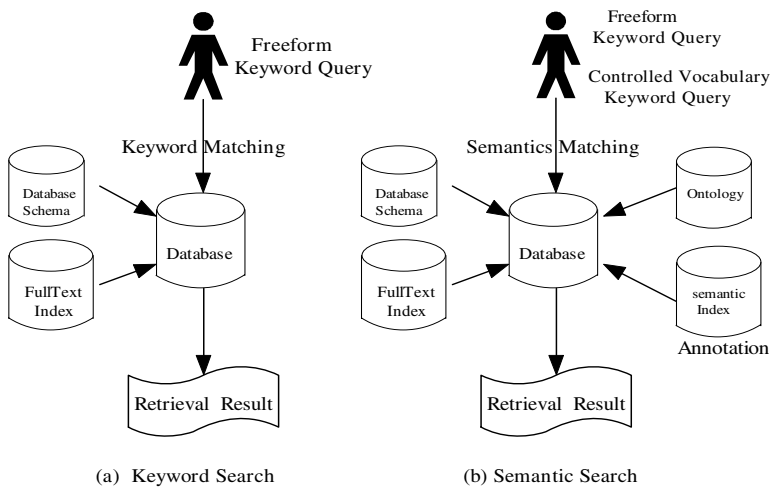 Freeform
Keyword Query
Keyword Matching
Database
Schema
Database
FullText
Index
Retrieval Result
(a) Keyword Search
Freeform
Keyword Query
Controlled Vocabulary
Keyword Query
Semantics Matching
Database
Schema
Ontology
Database
FullText
Index
semantic
Index
Annotation
Retrieval Result
(b) Semantic Search